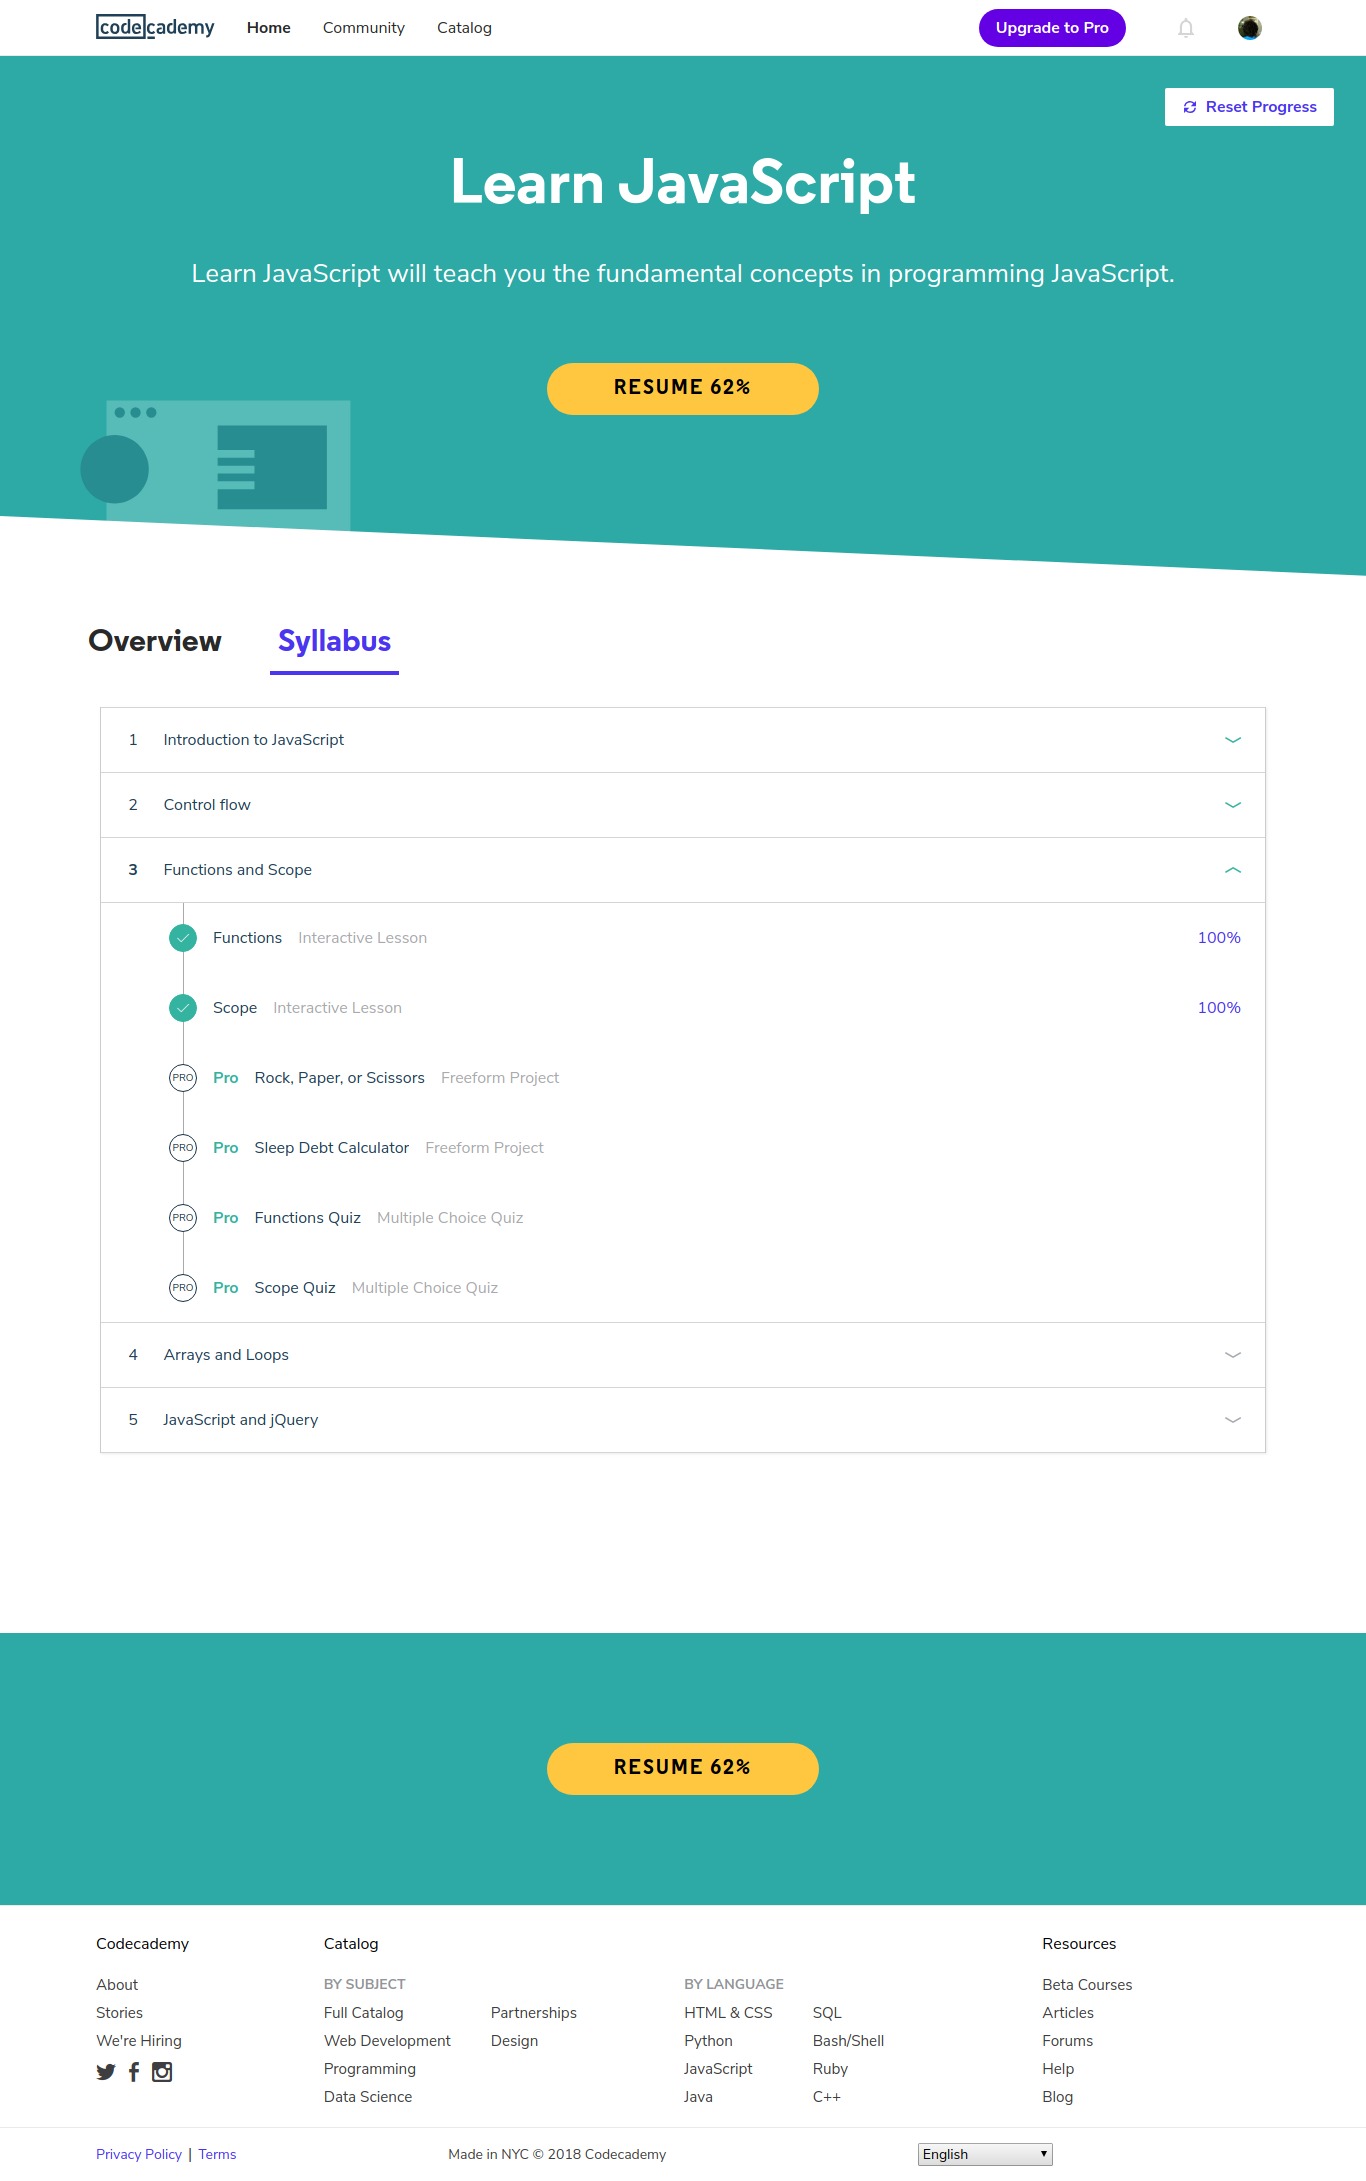 codecademy Home Community Catalog Upgrade to Pro
Reset Progress
Learn JavaScript
Learn JavaScript will teach you the fundamental concepts in programming JavaScript.
RESUME 62%
Overview Syllabus
1 Introduction to JavaScript
2 Control flow
3 Functions and Scope
Functions Interactive Lesson 100%
Scope Interactive Lesson 100%
PRO Pro Rock, Paper, or Scissors Freeform Project
PRO Pro Sleep Debt Calculator Freeform Project
PRO Pro Functions Quiz Multiple Choice Quiz
PRO Pro Scope Quiz Multiple Choice Quiz
4 Arrays and Loops
5 JavaScript and jQuery
RESUME 62%
Codecademy
About
Stories
We're Hiring
Catalog
BY SUBJECT
Full Catalog
Web Development
Programming
Data Science
Partnerships
Design
BY LANGUAGE
HTML & CSS
Python
JavaScript
Java
SQL
Bash/Shell
Ruby
C++
Resources
Beta Courses
Articles
Forums
Help
Blog
Privacy Policy | Terms Made in NYC © 2018 Codecademy English